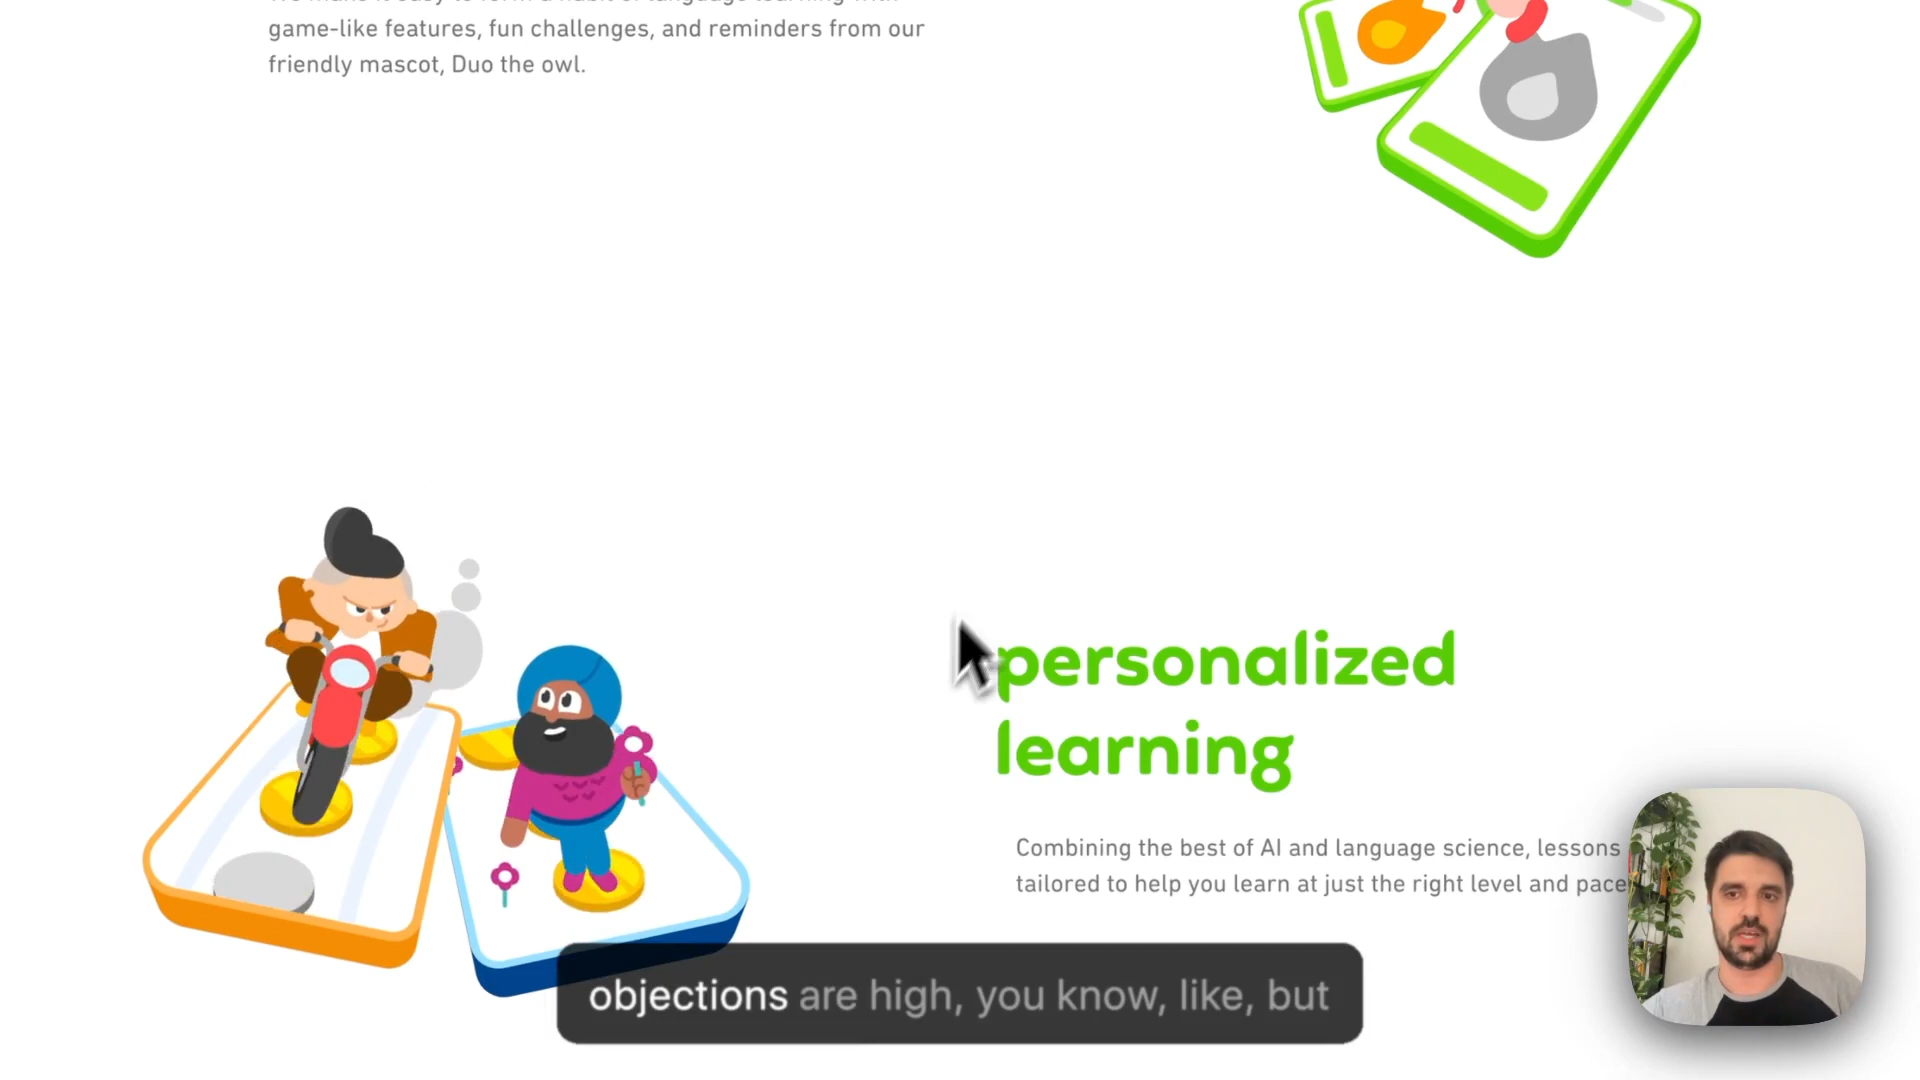 game-like features, fun challenges, and reminders from our
friendly mascot, Duo the owl.
personalized
learning
Combining the best of AI and language science, lessons
tailored to help you learn at just the right level and pace
objections are high, you know, like, but